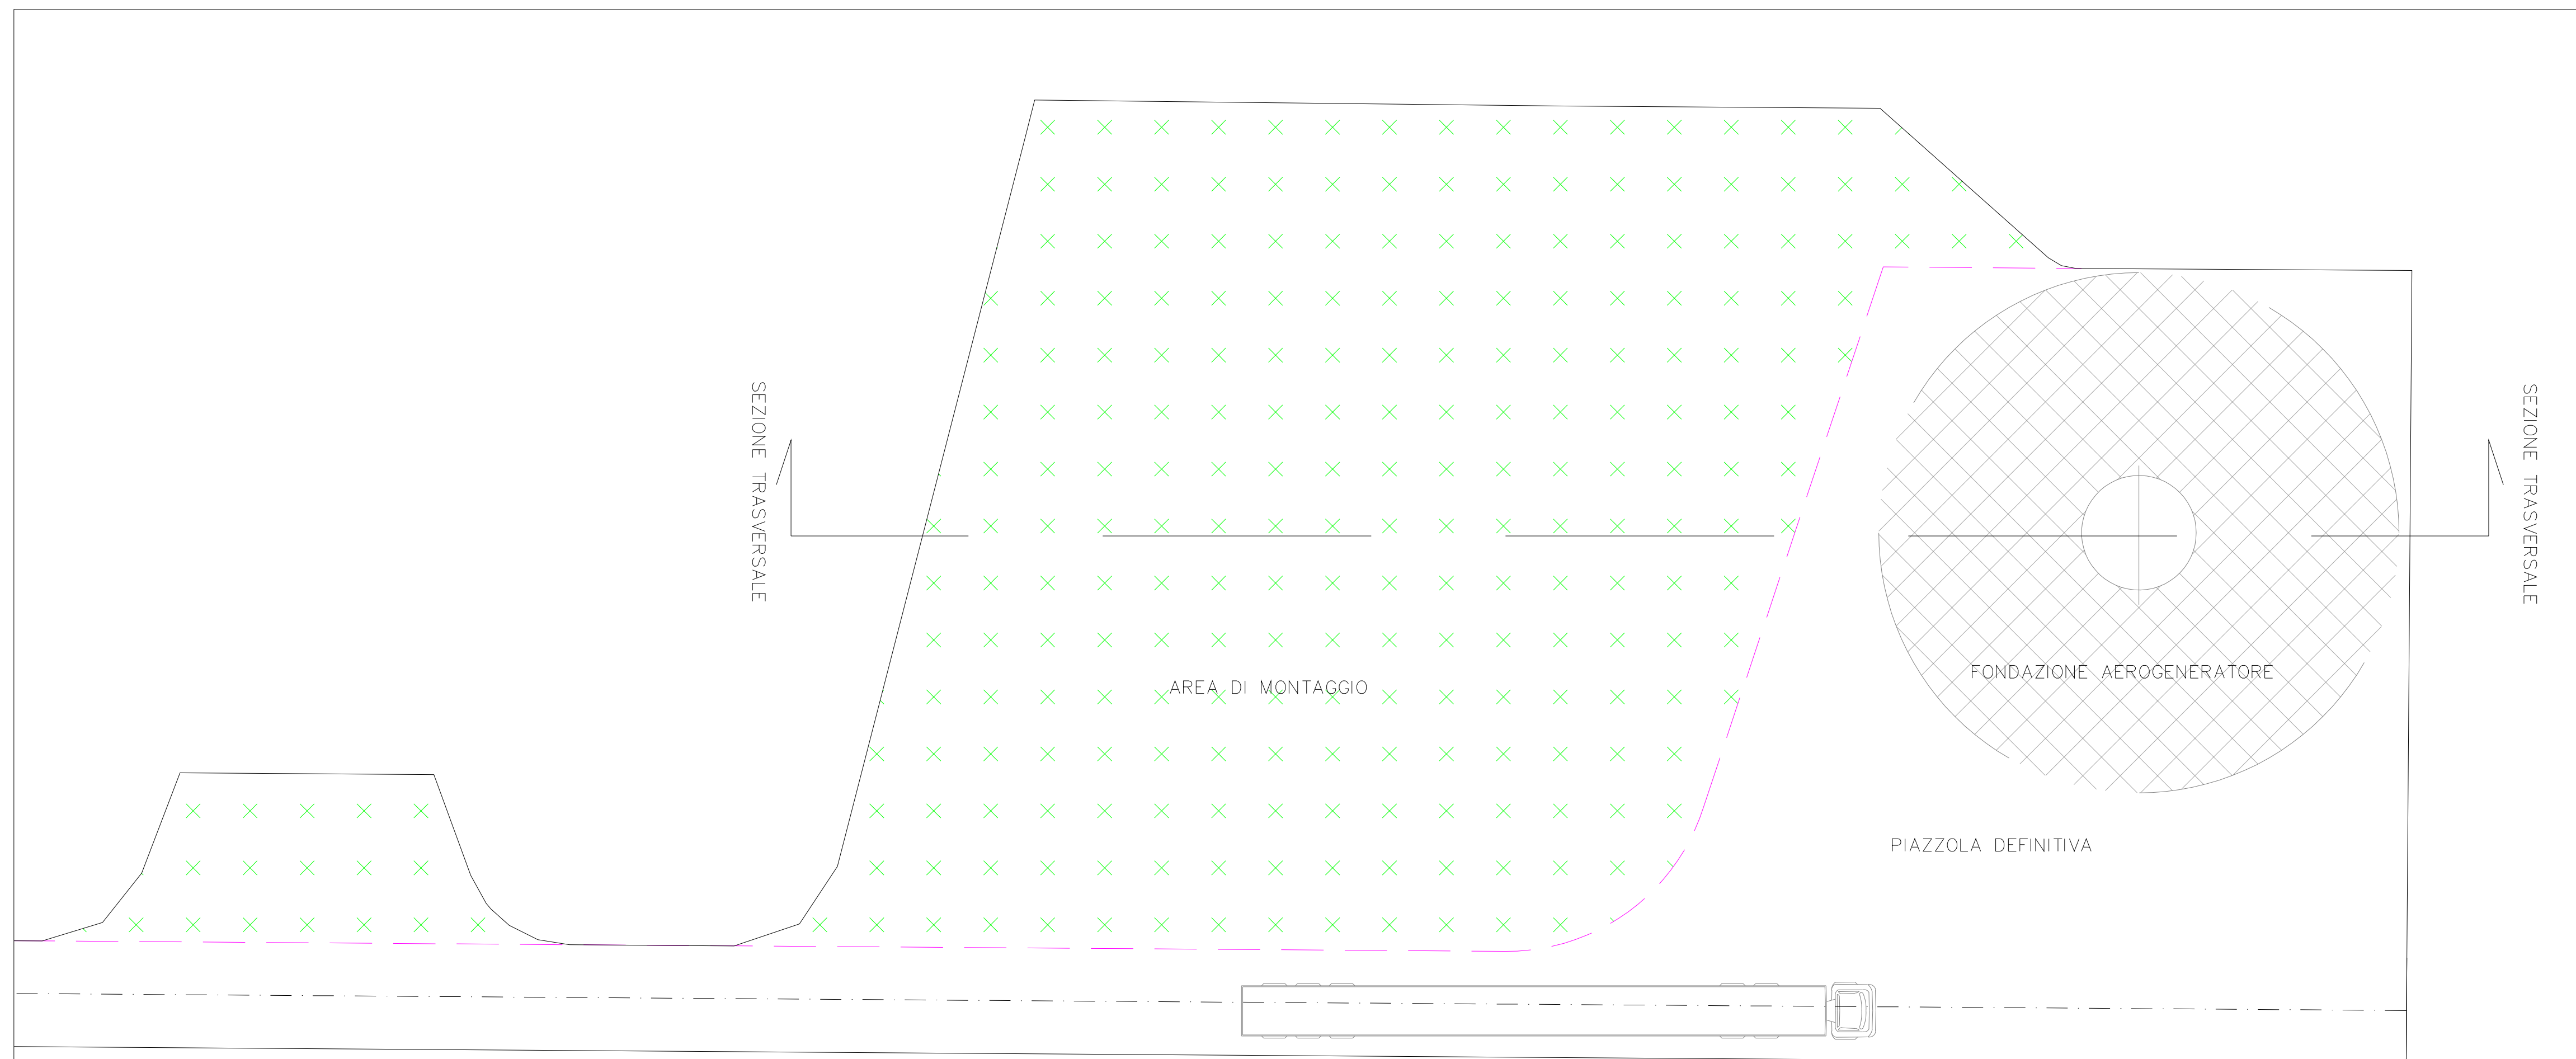 SEZIONE TRASVERSALE
SEZIONE TRASVERSALE
AREA DI MONTAGGIO
FONDAZIONE AEROGENERATORE
PIAZZOLA DEFINITIVA